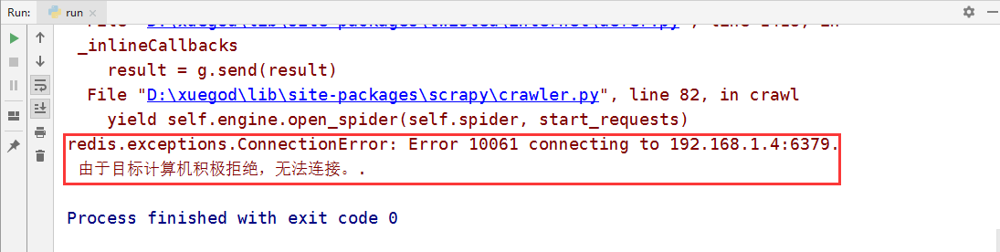 Run: run
_inlineCallbacks
result = g.send(result)
File "D:\xuegod\lib\site-packages\scrapy\crawler.py", line 82, in crawl
yield self.engine.open_spider(self.spider, start_requests)
redis.exceptions.ConnectionError: Error 10061 connecting to 192.168.1.4:6379.
由于目标计算机积极拒绝，无法连接。.
Process finished with exit code 0